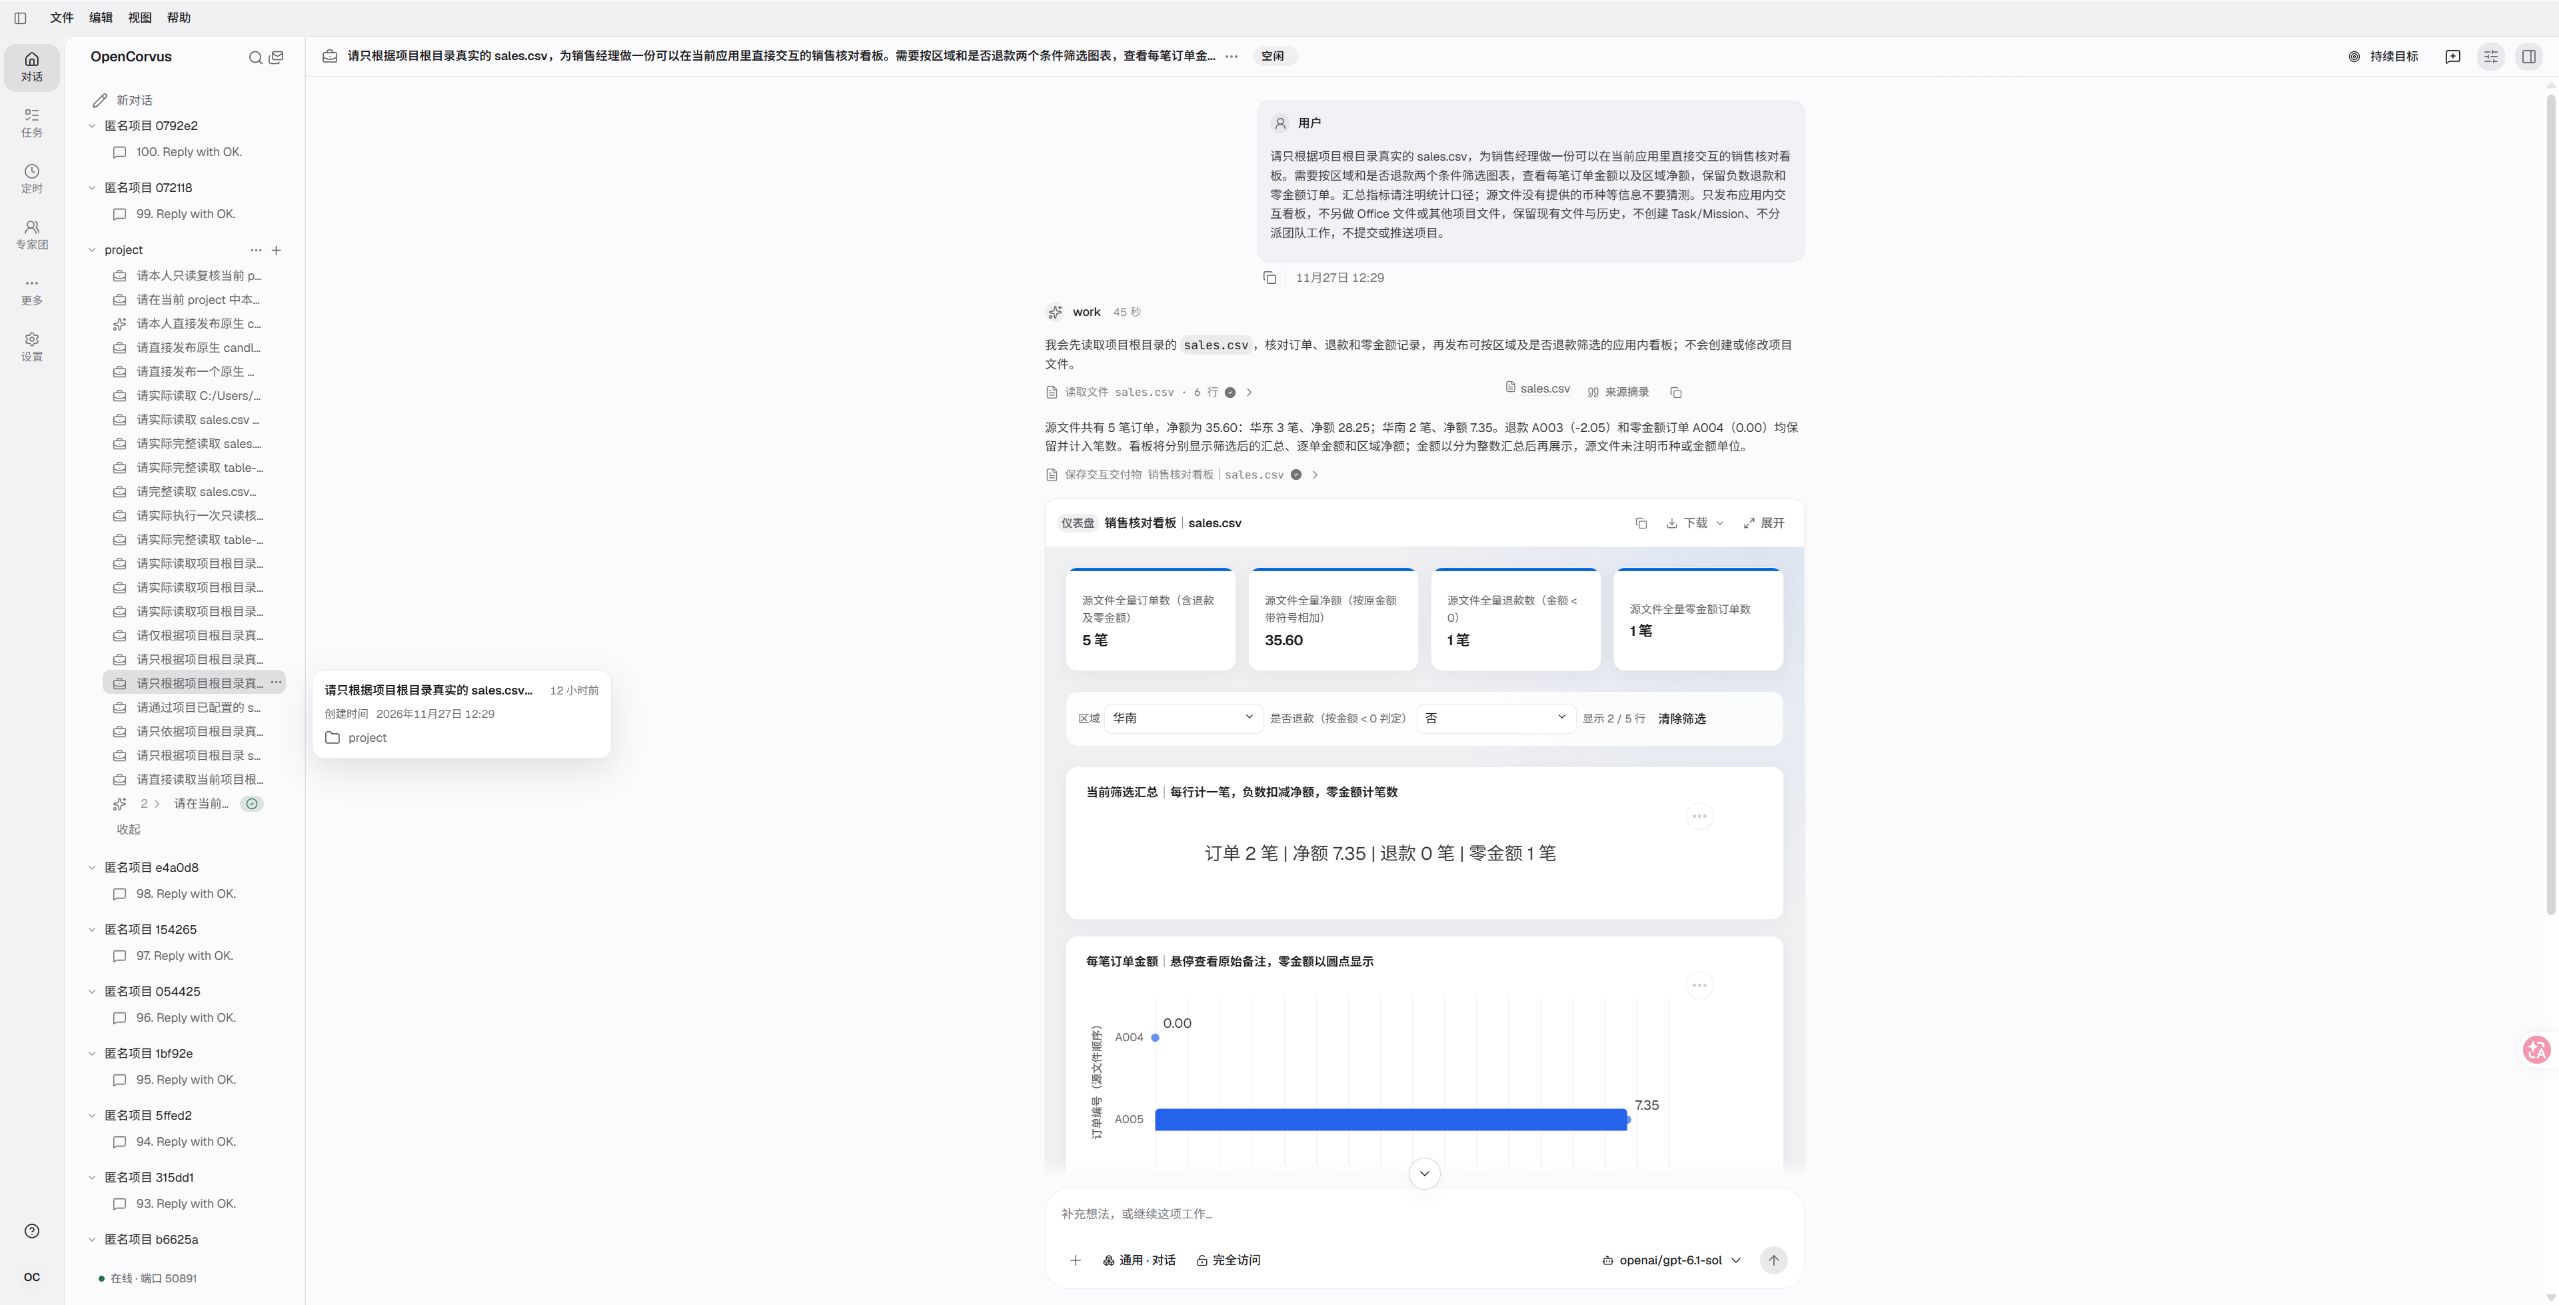 文件 编辑 视图 帮助
对话
任务
定时
专家团
更多
设置
OC
OpenCorvus
新对话
匿名项目 0792e2
100. Reply with OK.
匿名项目 072118
99. Reply with OK.
project
请本人只读复核当前 p...
请在当前 project 中本...
请本人直接发布原生 c...
请直接发布原生 candl...
请直接发布一个原生 ...
请实际读取 C:/Users/...
请实际读取 sales.csv ...
请实际完整读取 sales....
请实际完整读取 table-...
请完整读取 sales.csv...
请实际执行一次只读核...
请实际完整读取 table-...
请实际读取项目根目录...
请实际读取项目根目录...
请实际读取项目根目录...
请仅根据项目根目录真...
请只根据项目根目录真...
请只根据项目根目录真... ...
请通过项目已配置的 s...
请只依据项目根目录真...
请只根据项目根目录 s...
请直接读取当前项目根...
2 > 请在当前...
收起
匿名项目 e4a0d8
98. Reply with OK.
匿名项目 154265
97. Reply with OK.
匿名项目 054425
96. Reply with OK.
匿名项目 1bf92e
95. Reply with OK.
匿名项目 5ffed2
94. Reply with OK.
匿名项目 315dd1
93. Reply with OK.
匿名项目 b6625a
在线 · 端口 50891
请只根据项目根目录真实的 sales.csv... 12 小时前
创建时间 2026年11月27日 12:29
project
请只根据项目根目录真实的 sales.csv，为销售经理做一份可以在当前应用里直接交互的销售核对看板。需要按区域和是否退款两个条件筛选图表，查看每笔订单金... ... 空闲
持续目标
用户
请只根据项目根目录真实的 sales.csv，为销售经理做一份可以在当前应用里直接交互的销售核对看
板。需要按区域和是否退款两个条件筛选图表，查看每笔订单金额以及区域净额，保留负数退款和
零金额订单。汇总指标请注明统计口径；源文件没有提供的币种等信息不要猜测。只发布应用内交
互看板，不另做 Office 文件或其他项目文件，保留现有文件与历史，不创建 Task/Mission、不分
派团队工作，不提交或推送项目。
11月27日 12:29
work 45 秒
我会先读取项目根目录的 sales.csv，核对订单、退款和零金额记录，再发布可按区域及是否退款筛选的应用内看板；不会创建或修改项目
文件。
读取文件 sales.csv · 6 行
sales.csv 来源摘录
源文件共有 5 笔订单，净额为 35.60：华东 3 笔、净额 28.25；华南 2 笔、净额 7.35。退款 A003（-2.05）和零金额订单 A004（0.00）均保
留并计入笔数。看板将分别显示筛选后的汇总、逐单金额和区域净额；金额以分为整数汇总后再展示，源文件未注明币种或金额单位。
保存交互交付物 销售核对看板｜sales.csv
仪表盘 销售核对看板｜sales.csv 下载 展开
源文件全量订单数（含退款
及零金额）
5 笔
源文件全量净额（按原金额
带符号相加）
35.60
源文件全量退款数（金额 <
0）
1 笔
源文件全量零金额订单数
1 笔
区域 华南 是否退款（按金额 < 0 判定） 否 显示 2 / 5 行 清除筛选
当前筛选汇总｜每行计一笔，负数扣减净额，零金额计笔数
订单 2 笔 | 净额 7.35 | 退款 0 笔 | 零金额 1 笔
每笔订单金额｜悬停查看原始备注，零金额以圆点显示
订单编号（源文件顺序）
A004 0.00
A005 7.35
补充想法，或继续这项工作...
通用 · 对话 完全访问 openai/gpt-6.1-sol